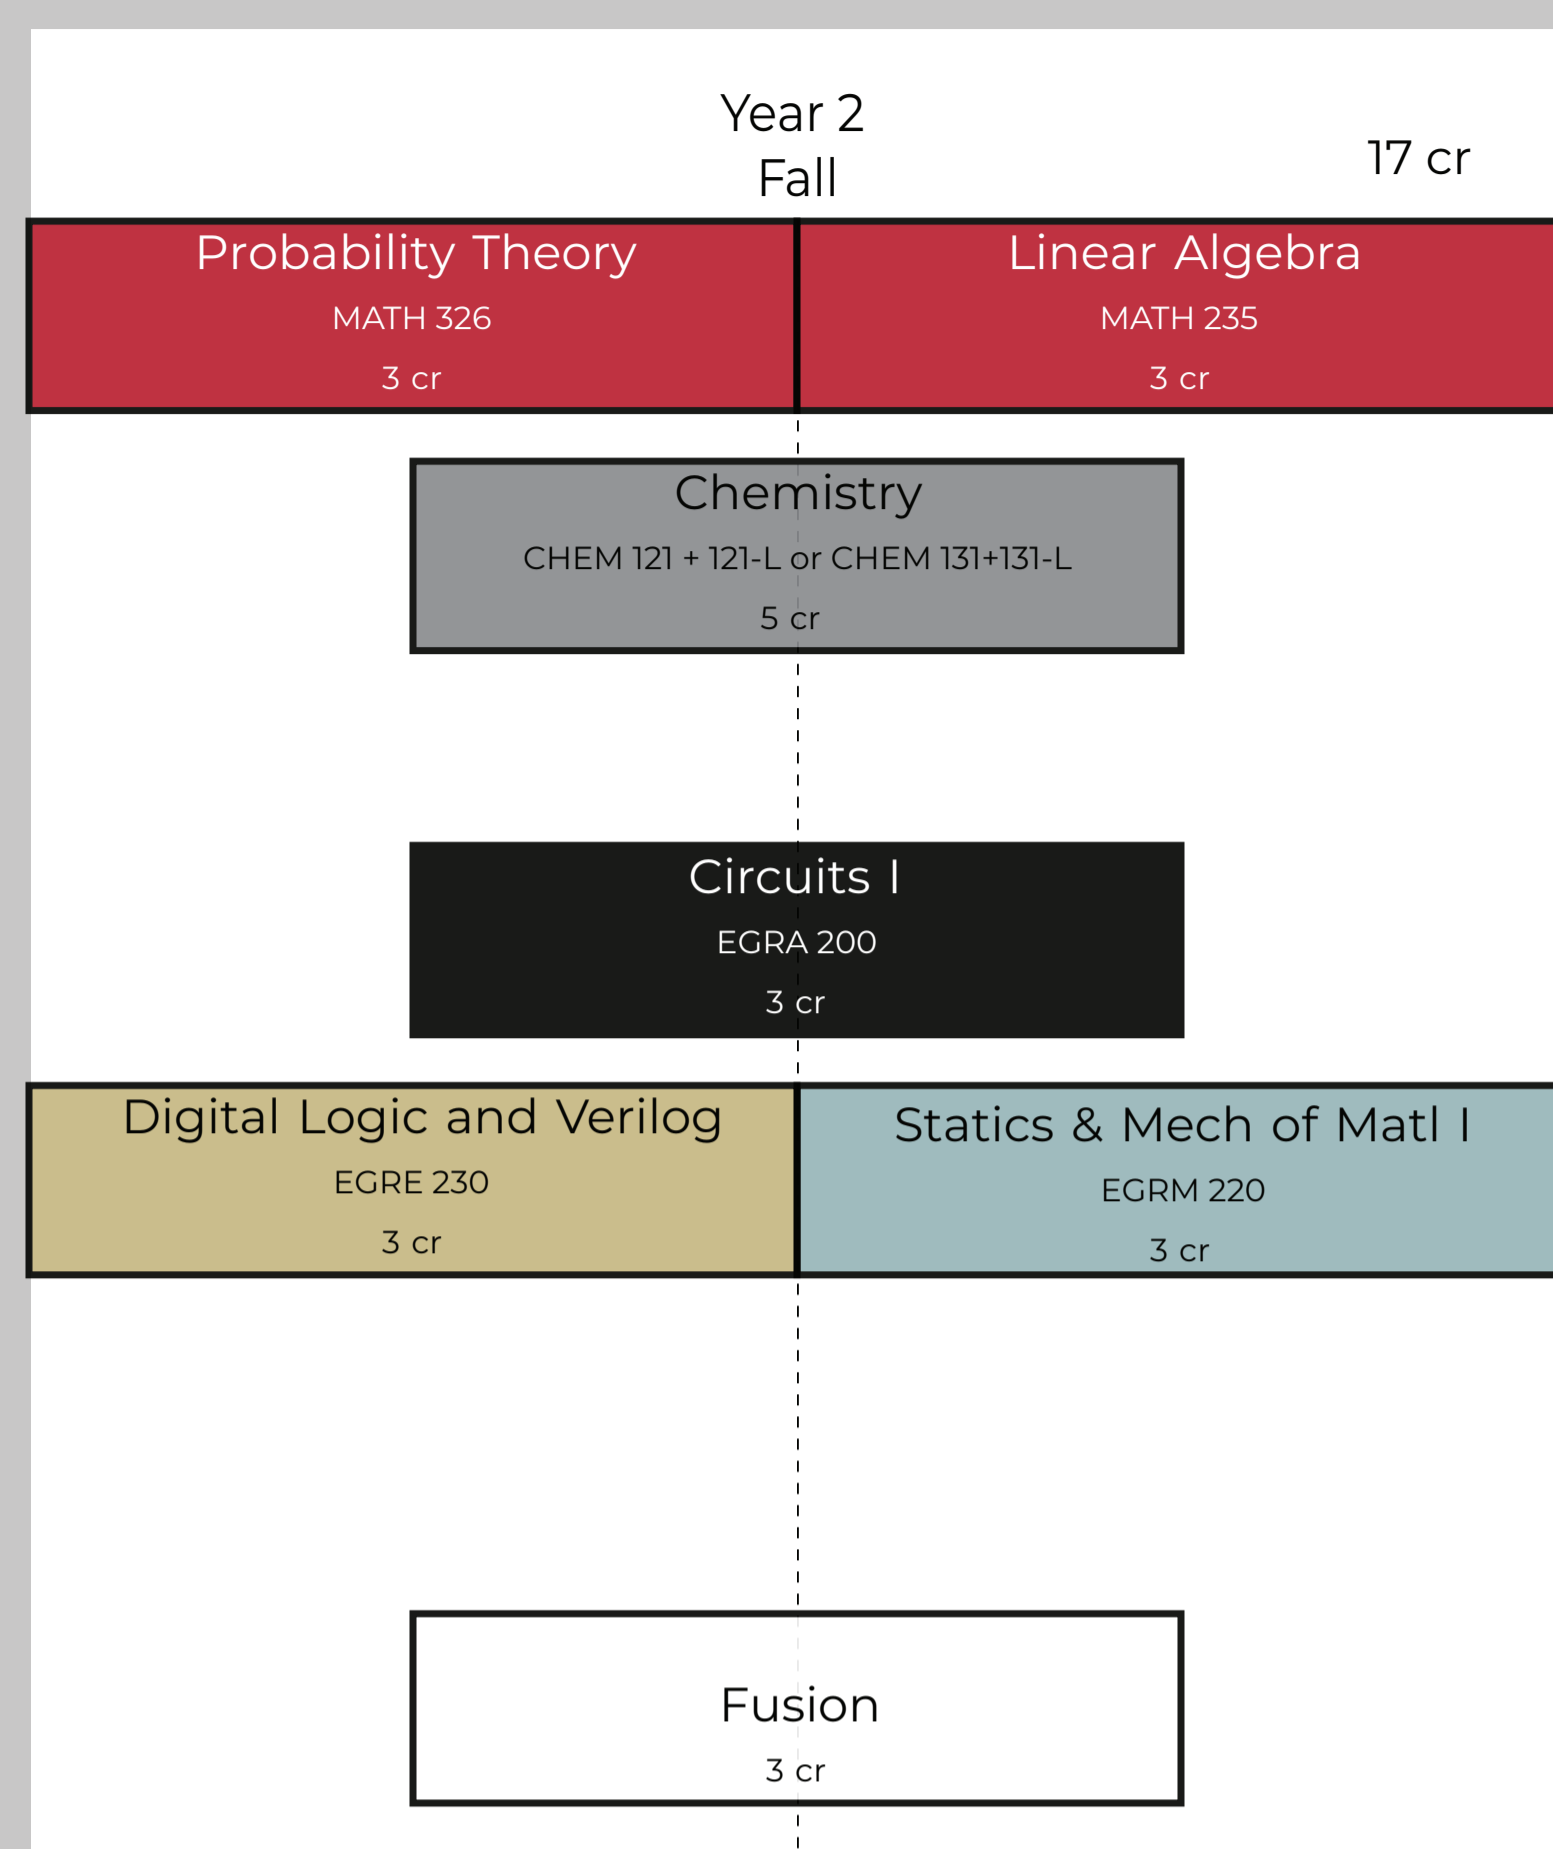 Year 2
Fall
17 cr
Probability Theory
MATH 326
3 cr
Linear Algebra
MATH 235
3 cr
Chemistry
CHEM 121 + 121-L or CHEM 131+131-L
5 cr
Circuits I
EGRA 200
3 cr
Digital Logic and Verilog
EGRE 230
3 cr
Statics & Mech of Matl I
EGRM 220
3 cr
Fusion
3 cr